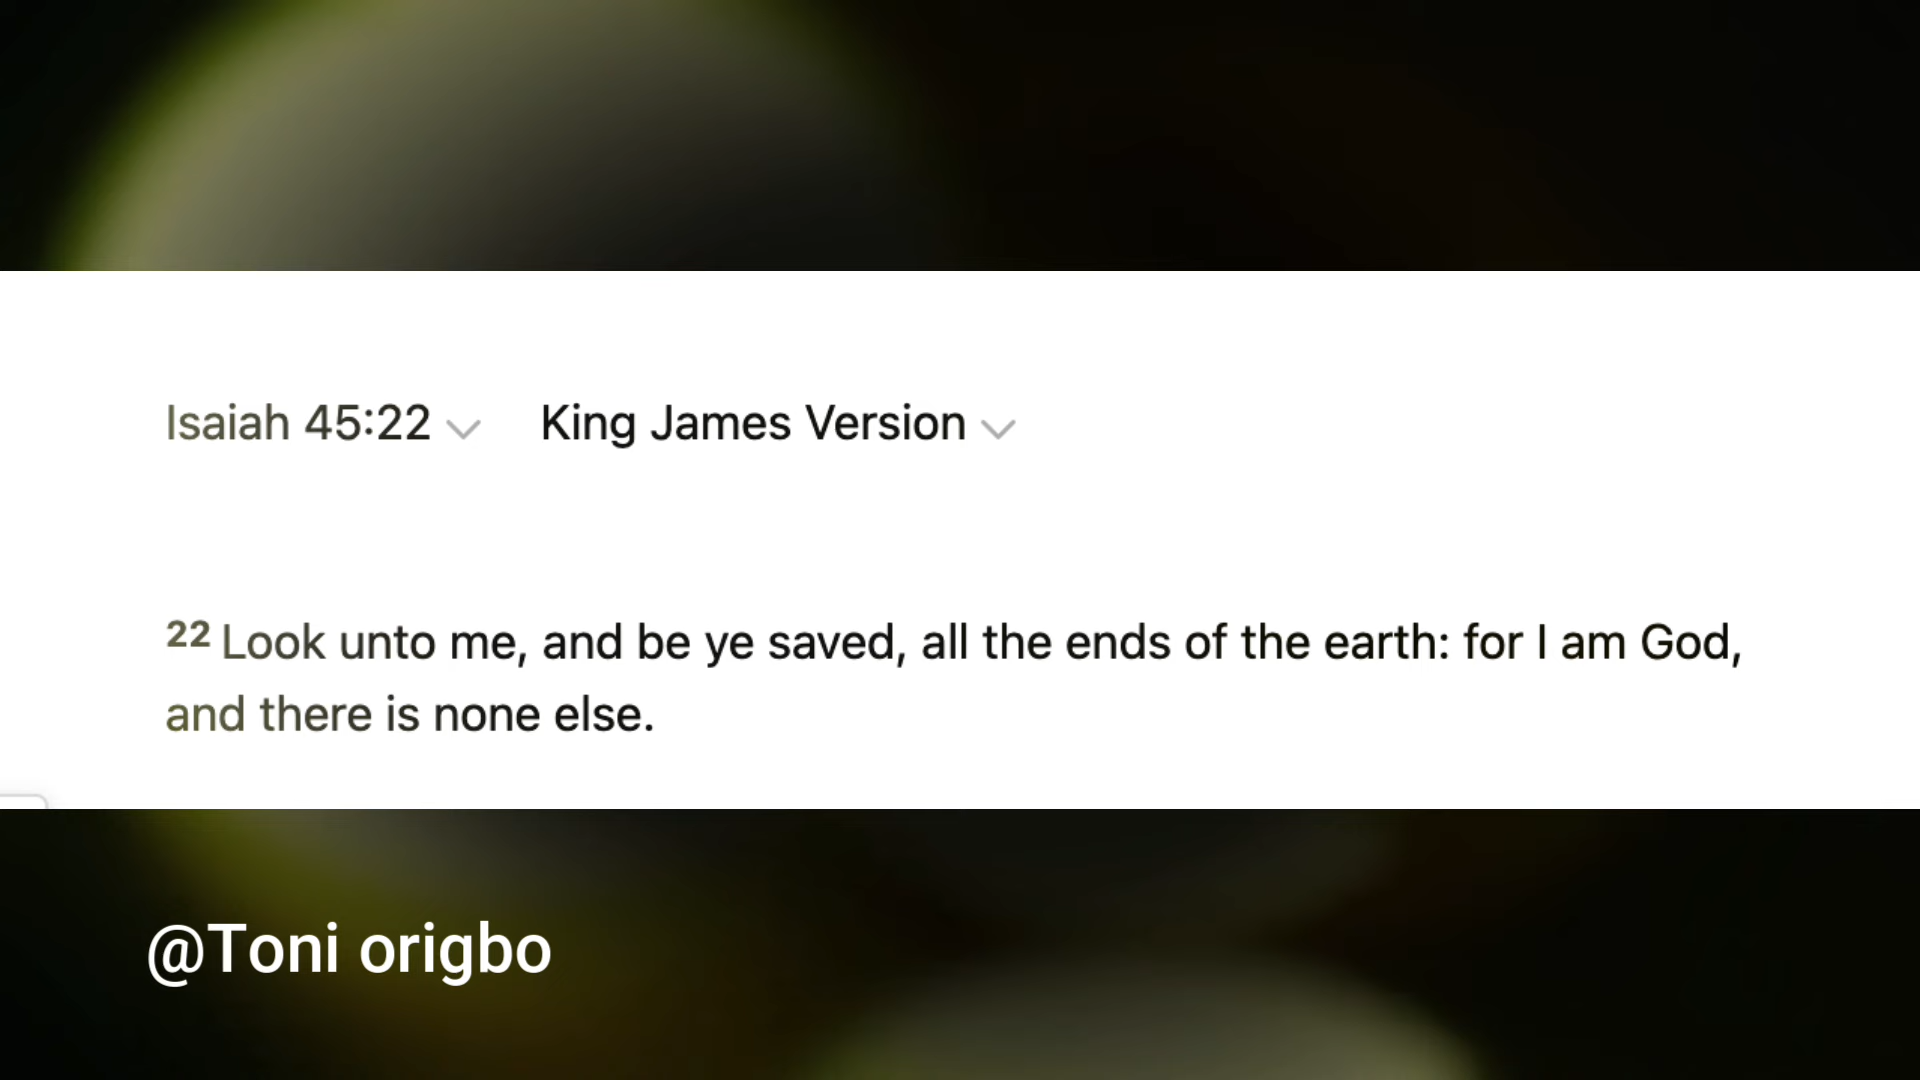 Isaiah 45:22 King James Version
22 Look unto me, and be ye saved, all the ends of the earth: for I am God,
and there is none else.
@Toni origbo